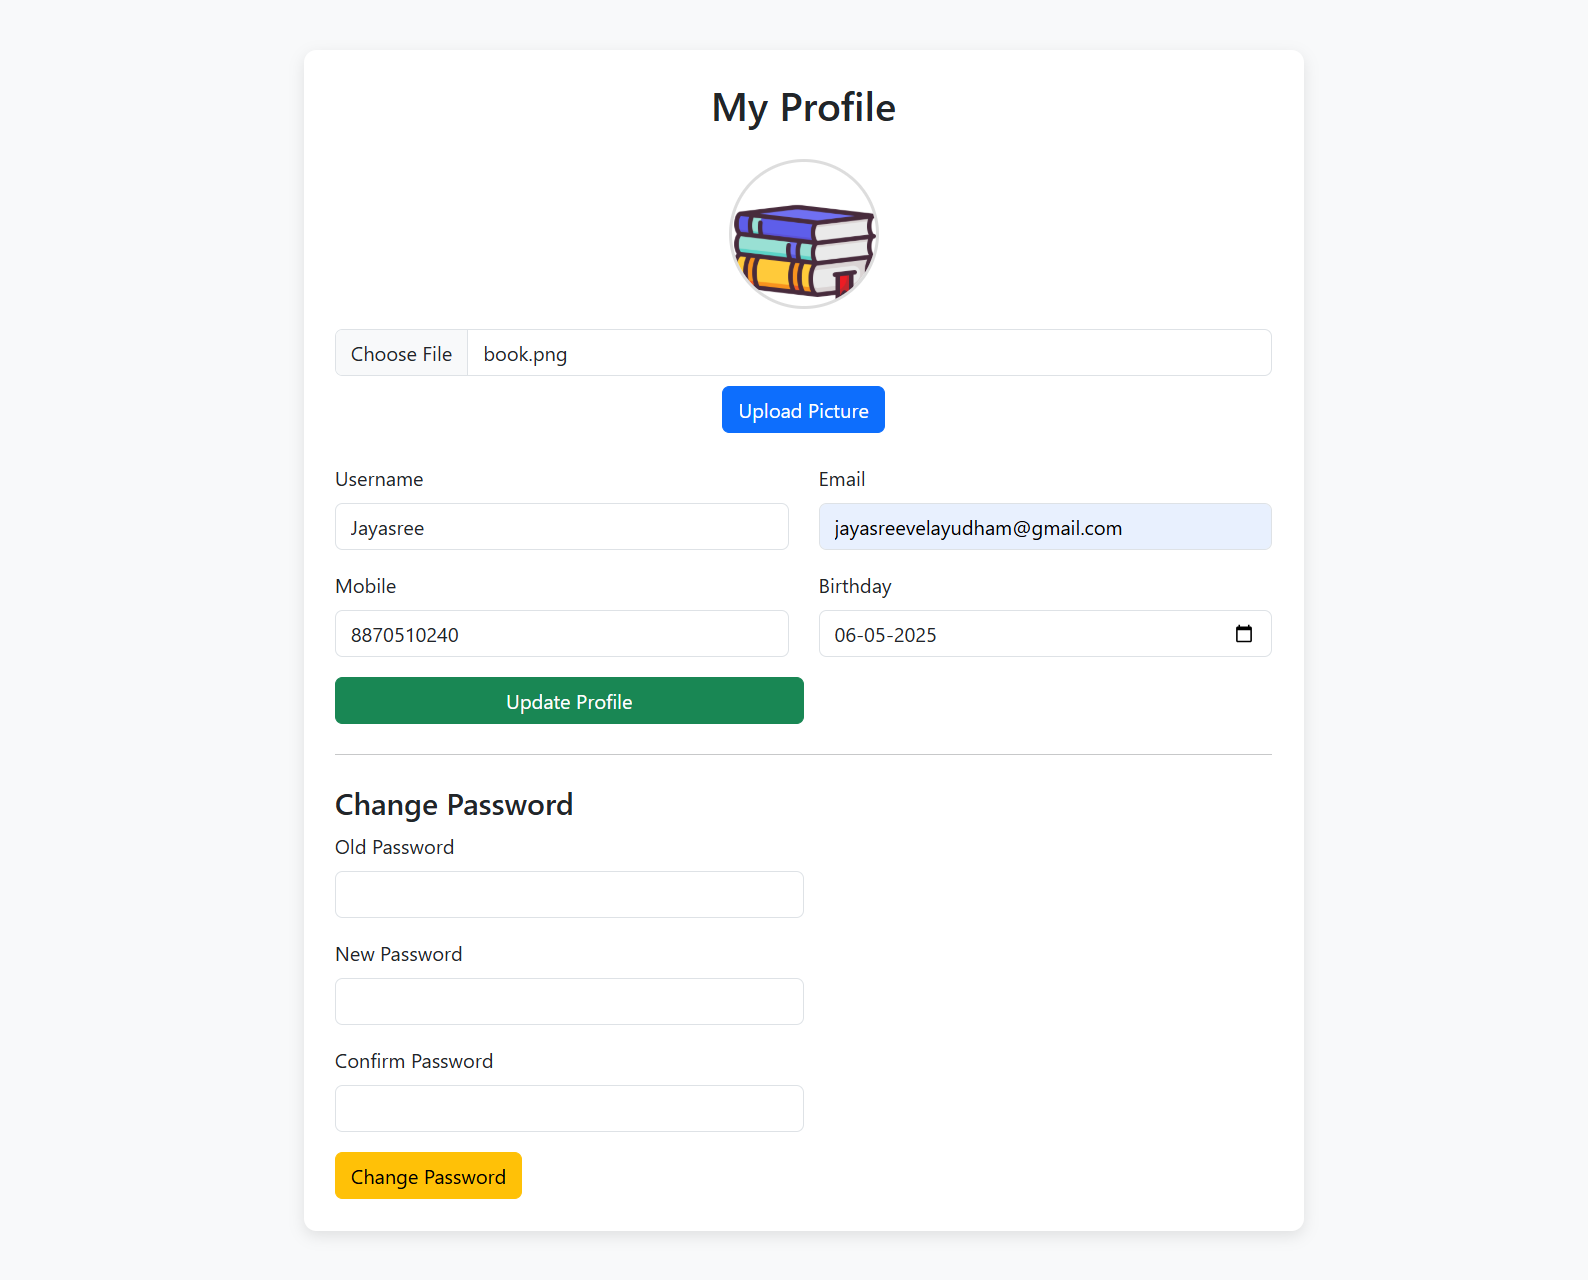 My Profile
Choose File book.png
Upload Picture
Username Email
Jayasree jayasreevelayudham@gmail.com
Mobile Birthday
8870510240 06-05-2025
Update Profile
Change Password
Old Password
New Password
Confirm Password
Change Password